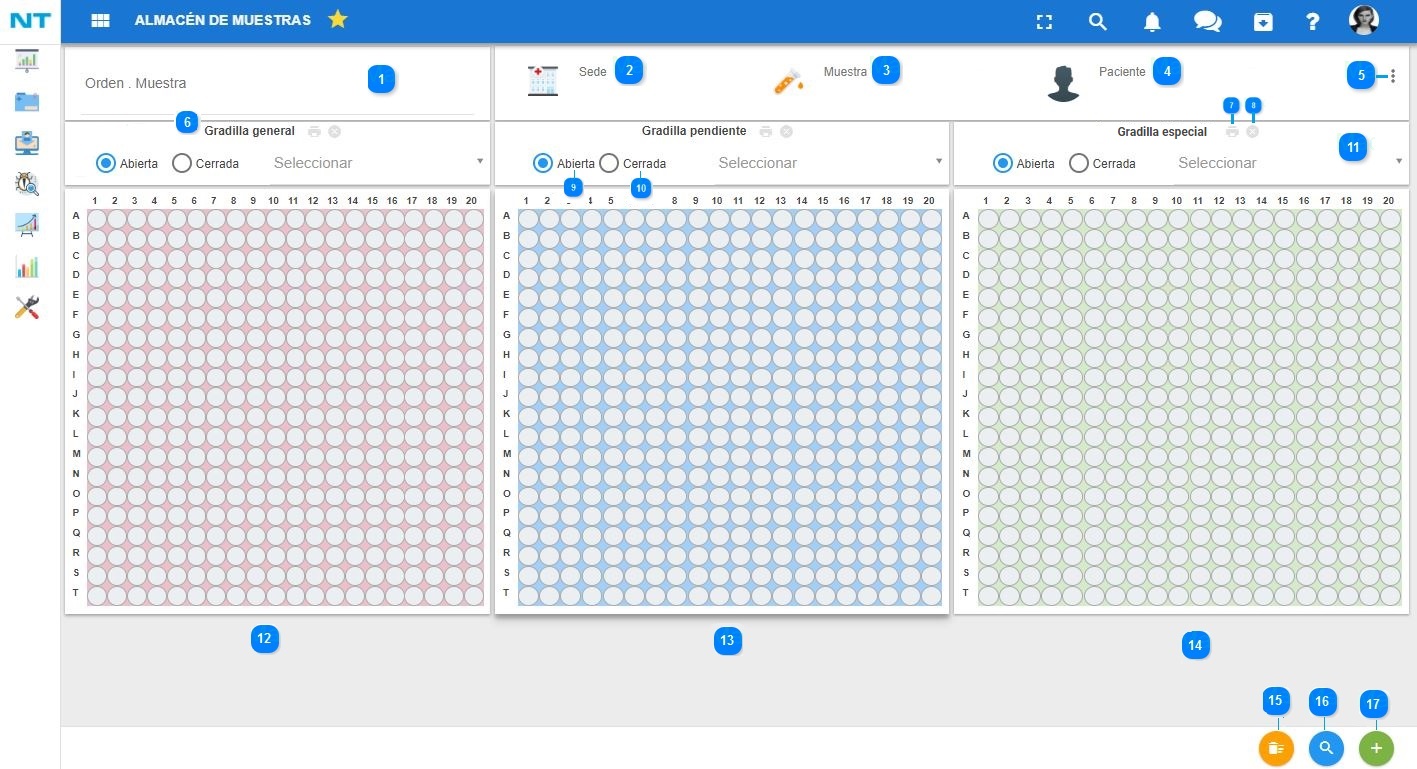 NT
ALMACÉN DE MUESTRAS
?
Orden . Muestra
1
Sede
2
Muestra
3
Paciente
4
5
6
Gradilla general
Abierta
Cerrada
Seleccionar
Gradilla pendiente
Abierta
Cerrada
Seleccionar
9
10
7
8
Gradilla especial
Abierta
Cerrada
Seleccionar
11
1 2 3 4 5 6 7 8 9 10 11 12 13 14 15 16 17 18 19 20
A
B
C
D
E
F
G
H
I
J
K
L
M
N
O
P
Q
R
S
T
1 2 4 5 8 9 10 11 12 13 14 15 16 17 18 19 20
A
B
C
D
E
F
G
H
I
J
K
L
M
N
O
P
Q
R
S
T
1 2 3 4 5 6 7 8 9 10 11 12 13 14 15 16 17 18 19 20
A
B
C
D
E
F
G
H
I
J
K
L
M
N
O
P
Q
R
S
T
12
13
14
15
16
17
+